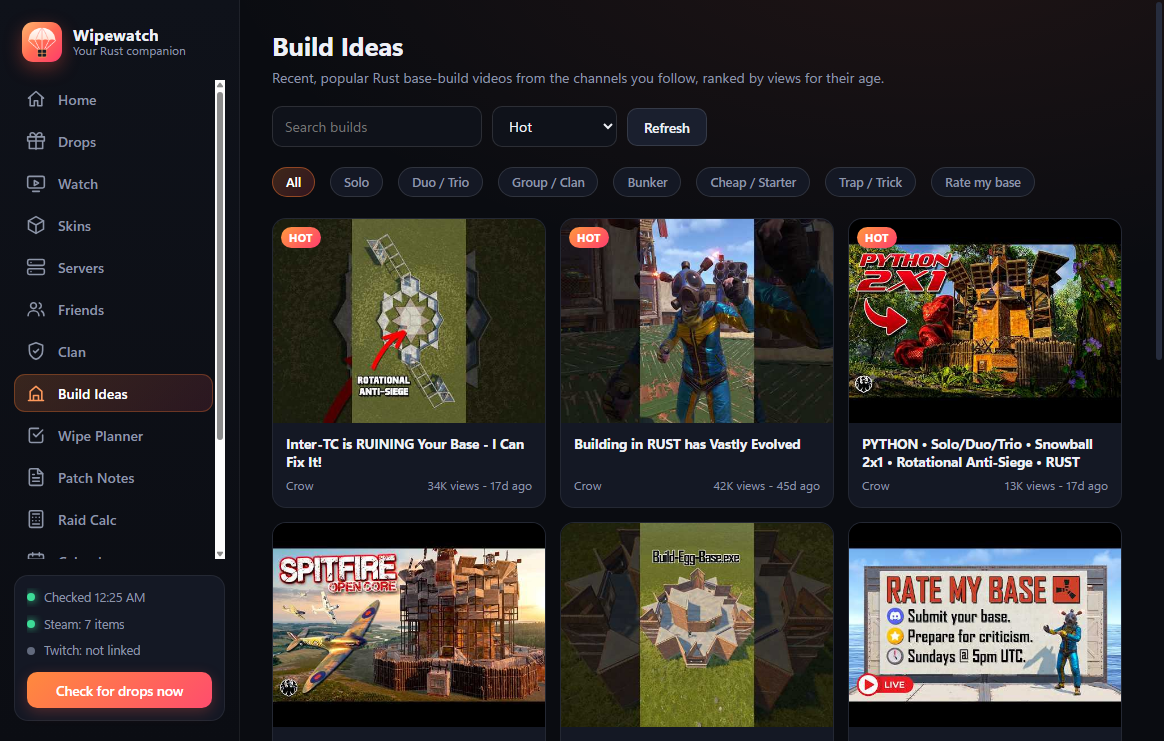 Wipewatch
Your Rust companion
Home
Drops
Watch
Skins
Servers
Friends
Clan
Build Ideas
Wipe Planner
Patch Notes
Raid Calc
Checked 12:25 AM
Steam: 7 items
Twitch: not linked
Check for drops now
Build Ideas
Recent, popular Rust base-build videos from the channels you follow, ranked by views for their age.
Search builds
Hot
Refresh
All
Solo
Duo / Trio
Group / Clan
Bunker
Cheap / Starter
Trap / Trick
Rate my base
HOT
ROTATIONAL
ANTI-SIEGE
Inter-TC is RUINING Your Base - I Can
Fix It!
Crow
34K views - 17d ago
HOT
Building in RUST has Vastly Evolved
Crow
42K views - 45d ago
HOT
PYTHON
2X1
PYTHON • Solo/Duo/Trio • Snowball
2x1 • Rotational Anti-Siege • RUST
Crow
13K views - 17d ago
SPITFIRE
OPEN CORE
Build-Egg-Base.exe
RATE MY BASE
Submit your base.
Prepare for criticism.
Sundays @ 5pm UTC.
LIVE